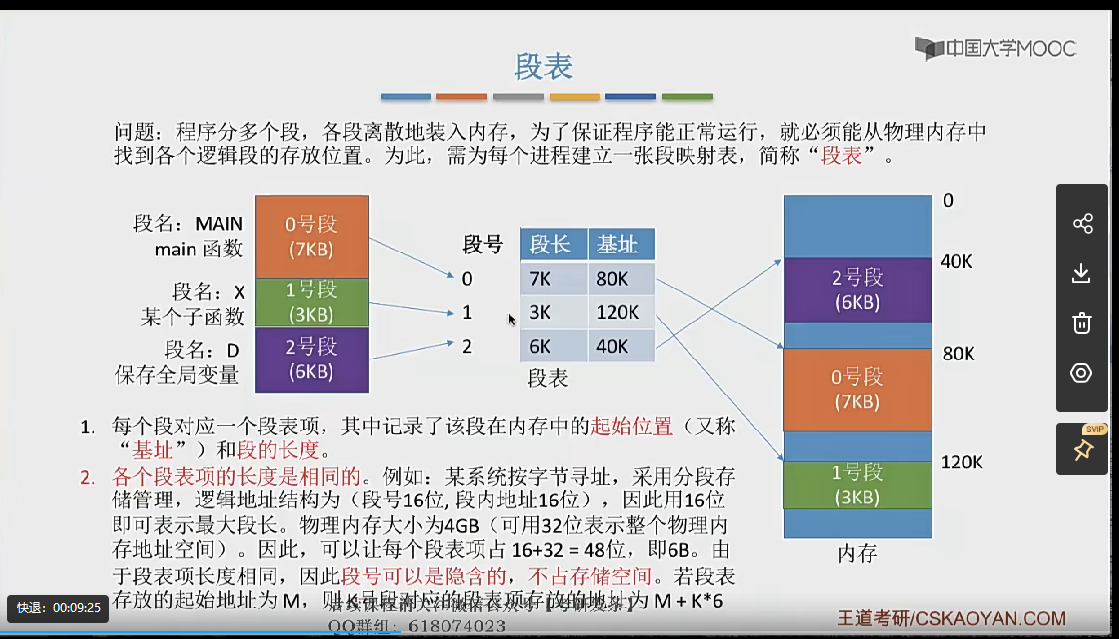 中国大学MOOC
段表
问题：程序分多个段，各段离散地装入内存，为了保证程序能正常运行，就必须能从物理内存中
找到各个逻辑段的存放位置。为此，需为每个进程建立一张段映射表，简称“段表”。
段名：MAIN
main 函数
段名：X
某个子函数
段名：D
保存全局变量
0号段
(7KB)
1号段
(3KB)
2号段
(6KB)
段号 段长 基址
0 7K 80K
1 3K 120K
2 6K 40K
段表
0
40K
80K
120K
2号段
(6KB)
0号段
(7KB)
1号段
(3KB)
内存
1. 每个段对应一个段表项，其中记录了该段在内存中的起始位置（又称
“基址”）和段的长度。
2. 各个段表项的长度是相同的。例如：某系统按字节寻址，采用分段存
储管理，逻辑地址结构为（段号16位, 段内地址16位），因此用16位
即可表示最大段长。物理内存大小为4GB（可用32位表示整个物理内
存地址空间）。因此，可以让每个段表项占 16+32 = 48位，即6B。由
于段表项长度相同，因此段号可以是隐含的，不占存储空间。若段表
存放的起始地址为 M，则 K号段对应的段表项存放的地址为 M + K*6
QQ群组：618074023
王道考研/CSKAOYAN.COM
快退：00:09:25
SVIP